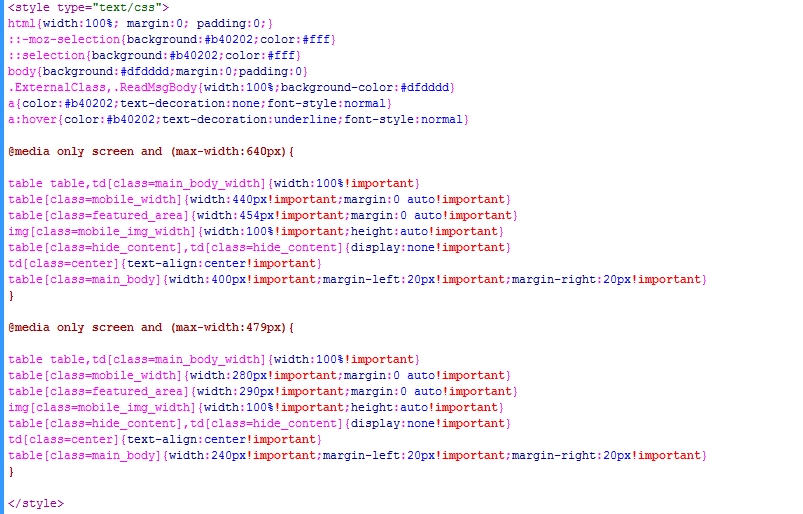 <style type="text/css">
html{width:100%; margin:0; padding:0;}
::-moz-selection{background:#b40202;color:#fff}
::selection{background:#b40202;color:#fff}
body{background:#dfdddd;margin:0;padding:0}
.ExternalClass,.ReadMsgBody{width:100%;background-color:#dfdddd}
a{color:#b40202;text-decoration:none;font-style:normal}
a:hover{color:#b40202;text-decoration:underline;font-style:normal}
@media only screen and (max-width:640px){
table table,td[class=main_body_width]{width:100%!important}
table[class=mobile_width]{width:440px!important;margin:0 auto!important}
table[class=featured_area]{width:454px!important;margin:0 auto!important}
img[class=mobile_img_width]{width:100%!important;height:auto!important}
table[class=hide_content],td[class=hide_content]{display:none!important}
td[class=center]{text-align:center!important}
table[class=main_body]{width:400px!important;margin-left:20px!important;margin-right:20px!important}
}
@media only screen and (max-width:479px){
table table,td[class=main_body_width]{width:100%!important}
table[class=mobile_width]{width:280px!important;margin:0 auto!important}
table[class=featured_area]{width:290px!important;margin:0 auto!important}
img[class=mobile_img_width]{width:100%!important;height:auto!important}
table[class=hide_content],td[class=hide_content]{display:none!important}
td[class=center]{text-align:center!important}
table[class=main_body]{width:240px!important;margin-left:20px!important;margin-right:20px!important}
}
</style>